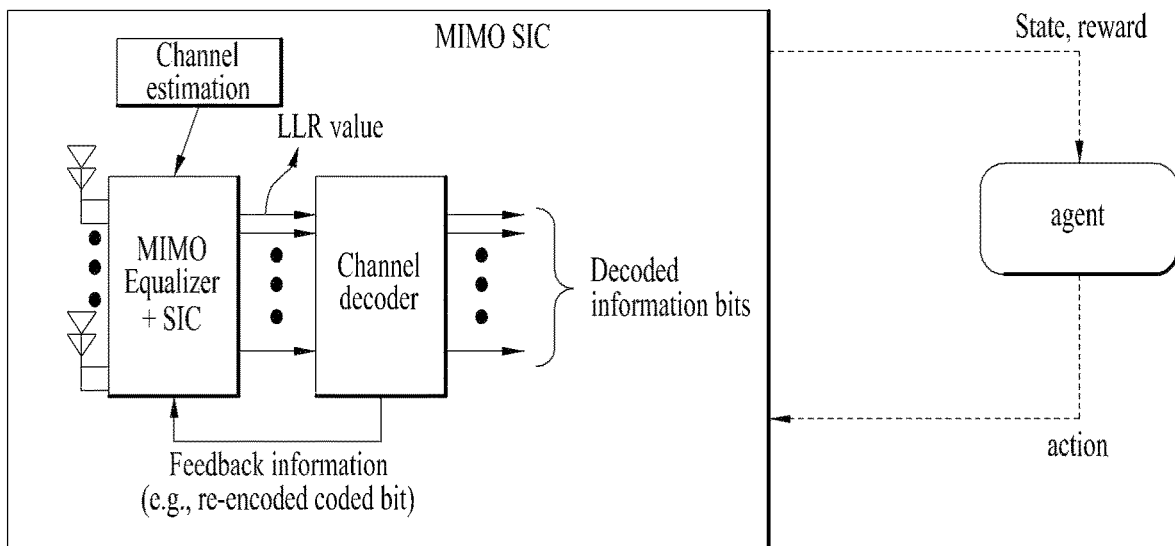 MIMO SIC
State, reward
Channel
estimation
LLR value
MIMO
Equalizer
+ SIC
Channel
decoder
Decoded
information bits
agent
Feedback information
(e.g., re-encoded coded bit)
action